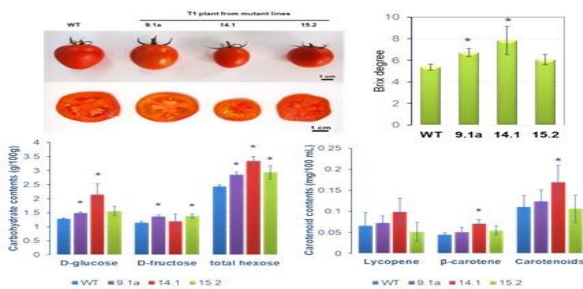 T1 plant from mutant lines
WT 9.1a 14.1 15.2
1 cm
1 cm
Brix degree
10
8
6
4
2
0
* *
WT 9.1a 14.1 15.2
Carbohydrate contents (g/100g)
4
3.5
3
2.5
2
1.5
1
0.5
0
* * * * * * *
D-glucose D-fructose total hexose
WT 9.1a 14.1 15.2
Carotenoid contents (mg/100 mL)
0.25
0.2
0.15
0.1
0.05
0
* *
Lycopene β-carotene Carotenoids
WT 9.1a 14.1 15.2